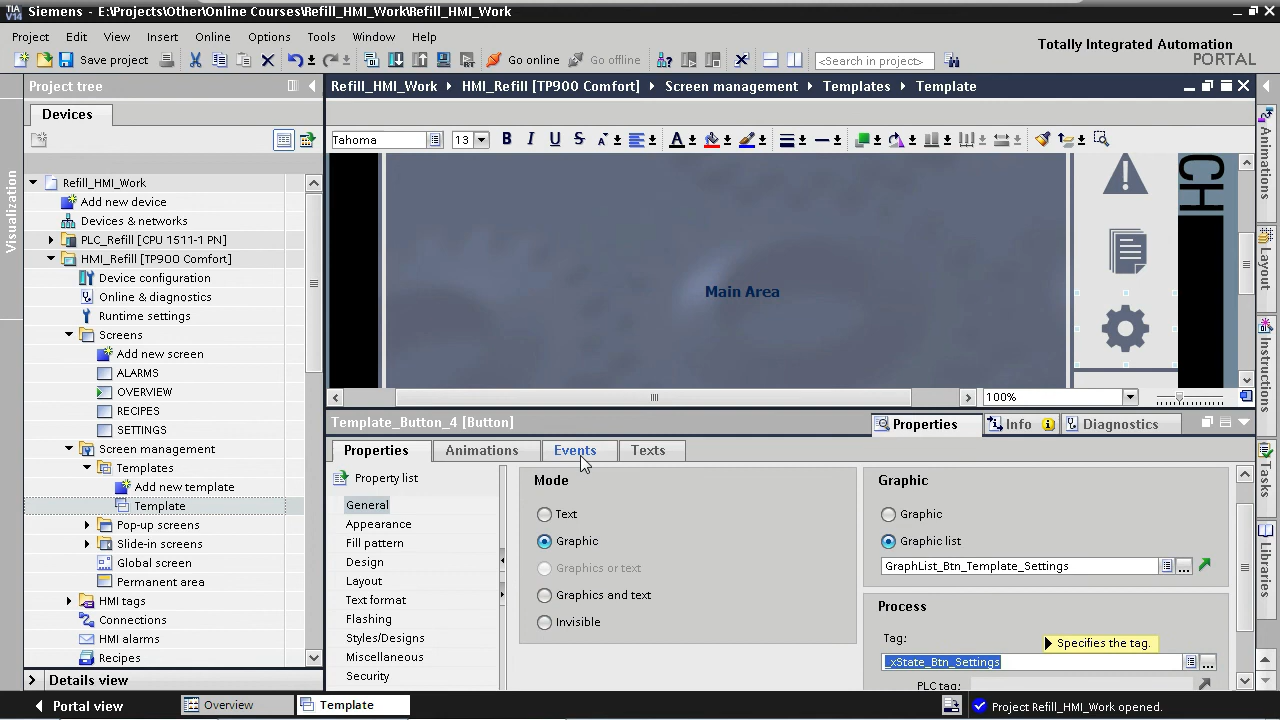 TIA
V14
Siemens - E:\Projects\Other\Online Courses\Refill_HMI_Work\Refill_HMI_Work
Project Edit View Insert Online Options Tools Window Help
Totally Integrated Automation
PORTAL
Save project
Go online
Go offline
<Search in project>
Project tree
Refill_HMI_Work HMI_Refill [TP900 Comfort] Screen management Templates Template
Devices
Tahoma
13
B I U S A A
Visualization
Refill_HMI_Work
Add new device
Devices & networks
PLC_Refill [CPU 1511-1 PN]
HMI_Refill [TP900 Comfort]
Device configuration
Online & diagnostics
Runtime settings
Screens
Add new screen
ALARMS
OVERVIEW
RECIPES
SETTINGS
Screen management
Templates
Add new template
Template
Pop-up screens
Slide-in screens
Global screen
Permanent area
HMI tags
Connections
HMI alarms
Recipes
Details view
Main Area
CH
100%
Animations
Layout
Instructions
Tasks
Libraries
Template_Button_4 [Button]
Properties
Info
Diagnostics
Properties
Animations
Events
Texts
Property list
General
Appearance
Fill pattern
Design
Layout
Text format
Flashing
Styles/Designs
Miscellaneous
Security
Mode
Text
Graphic
Graphics or text
Graphics and text
Invisible
Graphic
Graphic
Graphic list
GraphList_Btn_Template_Settings
Process
Tag:
Specifies the tag.
_xState_Btn_Settings
PLC tag:
Portal view
Overview
Template
Project Refill_HMI_Work opened.